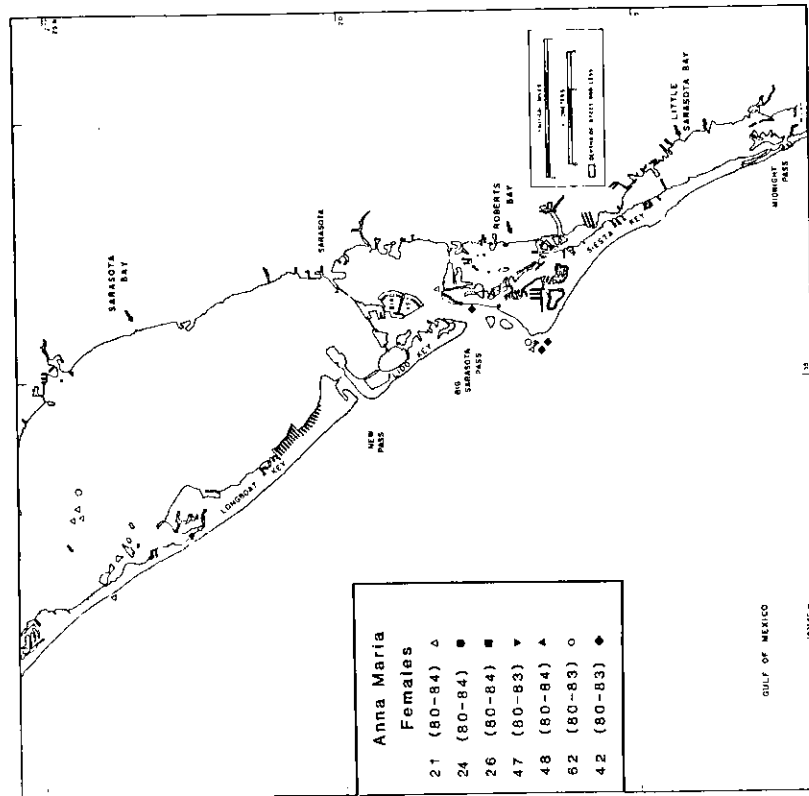 Anna Maria
Females
21 (80-84) △
24 (80-84) ●
26 (80-84) ■
47 (80-83) ▼
48 (80-84) ▲
62 (80-83) ○
42 (80-83) ◆
SARASOTA
BAY
SARASOTA
ROBERTS
BAY
LITTLE
SARASOTA BAY
LONGBOAT KEY
NEW
PASS
LIDO KEY
BIG
SARASOTA
PASS
SIESTA KEY
MIDNIGHT
PASS
GULF OF MEXICO